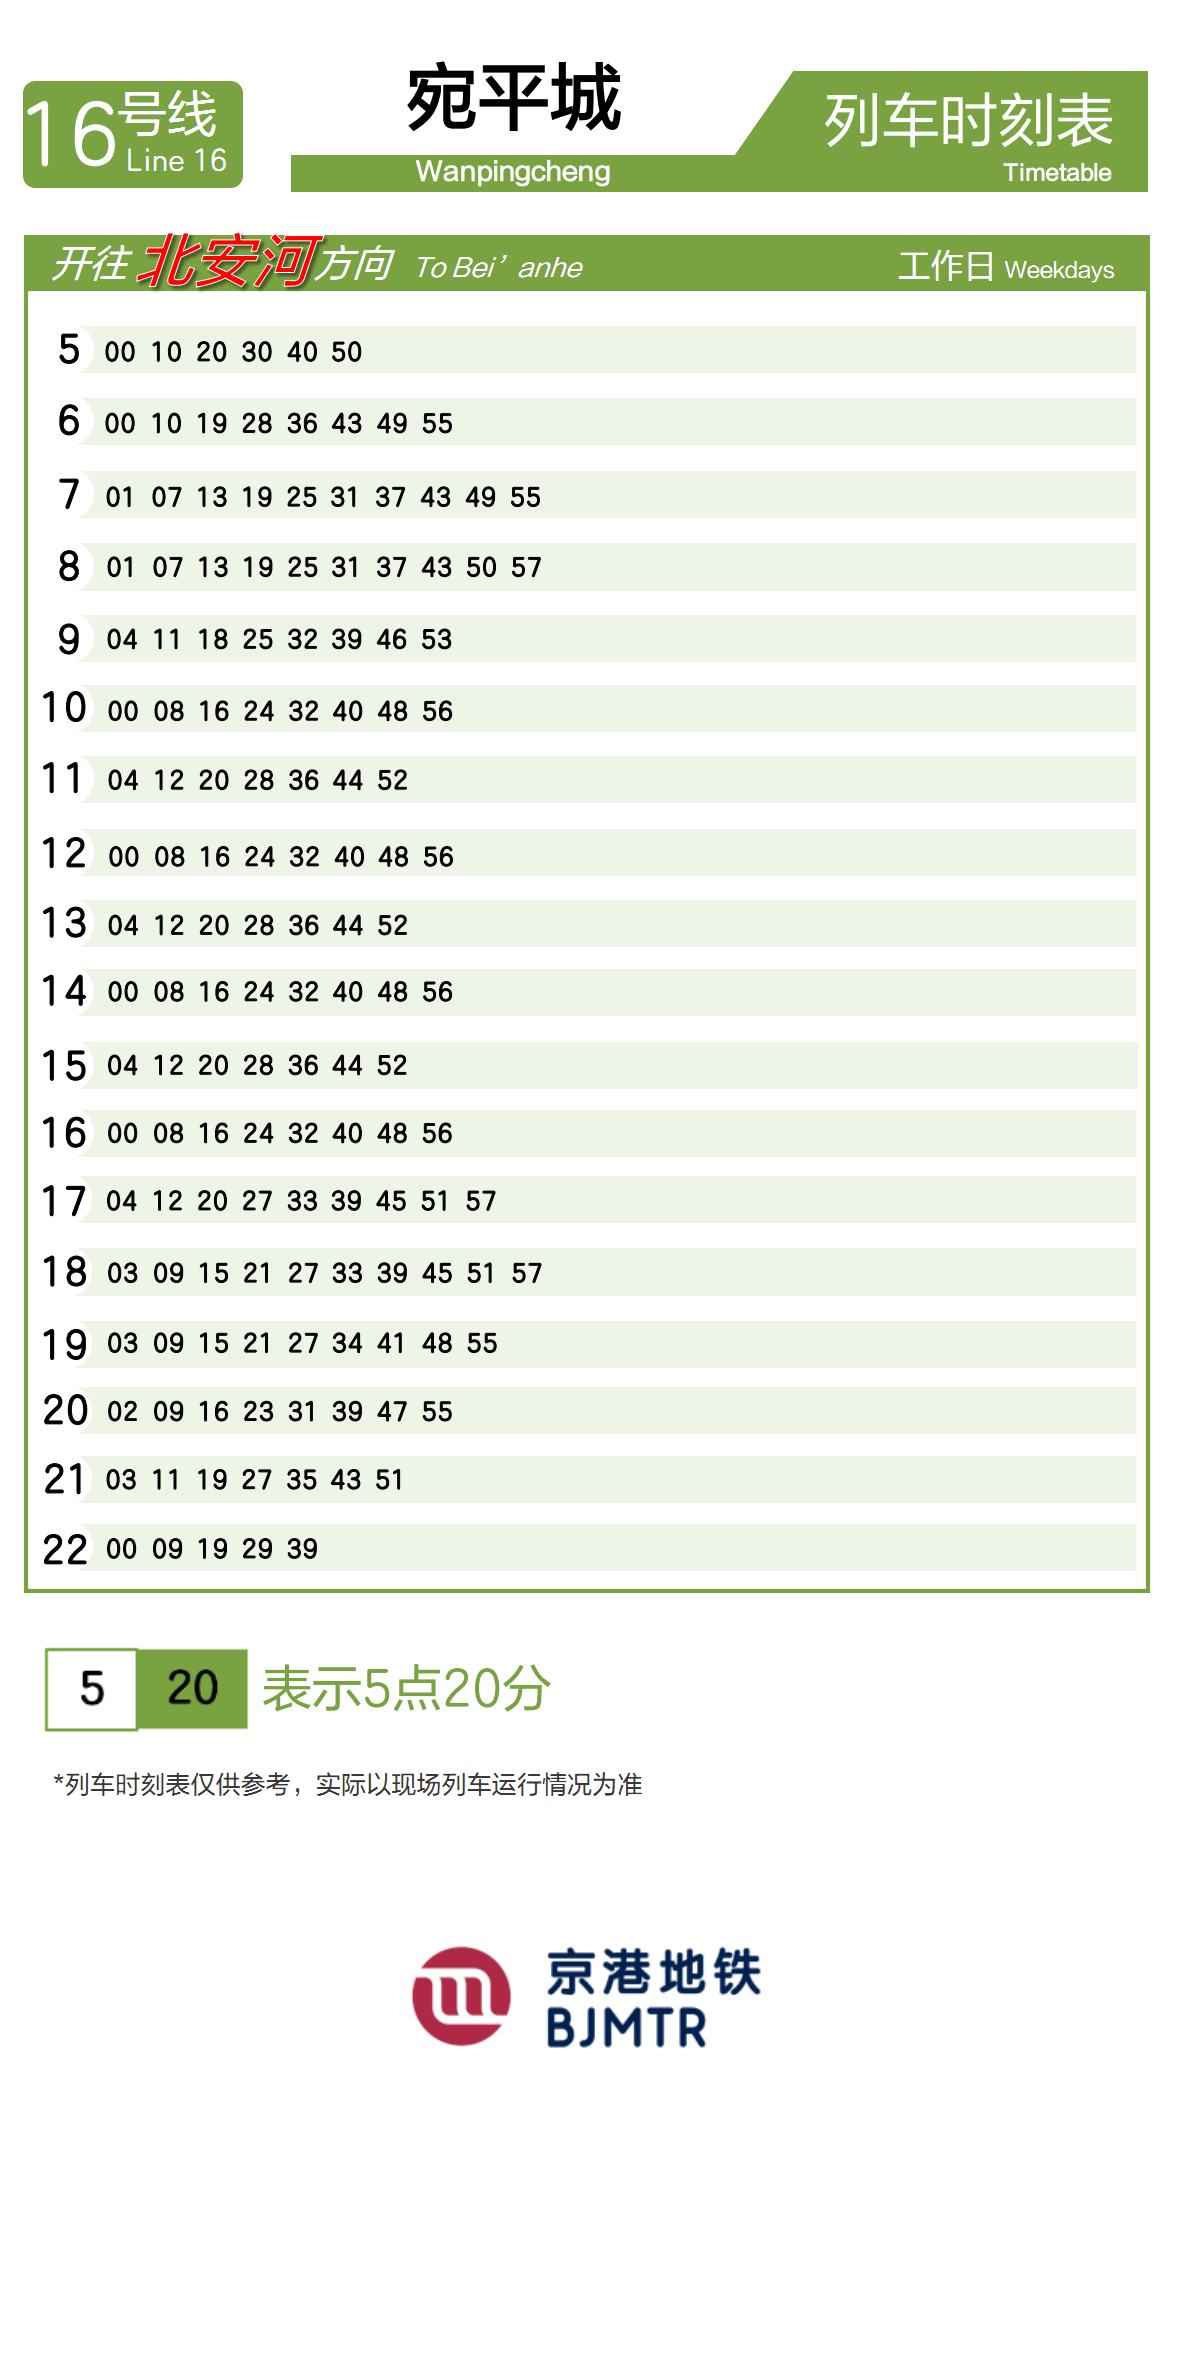 16号线
Line 16
宛平城
Wanpingcheng
列车时刻表
Timetable
开往北安河方向 To Bei’anhe
工作日 Weekdays
5 00 10 20 30 40 50
6 00 10 19 28 36 43 49 55
7 01 07 13 19 25 31 37 43 49 55
8 01 07 13 19 25 31 37 43 50 57
9 04 11 18 25 32 39 46 53
10 00 08 16 24 32 40 48 56
11 04 12 20 28 36 44 52
12 00 08 16 24 32 40 48 56
13 04 12 20 28 36 44 52
14 00 08 16 24 32 40 48 56
15 04 12 20 28 36 44 52
16 00 08 16 24 32 40 48 56
17 04 12 20 27 33 39 45 51 57
18 03 09 15 21 27 33 39 45 51 57
19 03 09 15 21 27 34 41 48 55
20 02 09 16 23 31 39 47 55
21 03 11 19 27 35 43 51
22 00 09 19 29 39
5 20 表示5点20分
*列车时刻表仅供参考，实际以现场列车运行情况为准
京港地铁
BJMTR